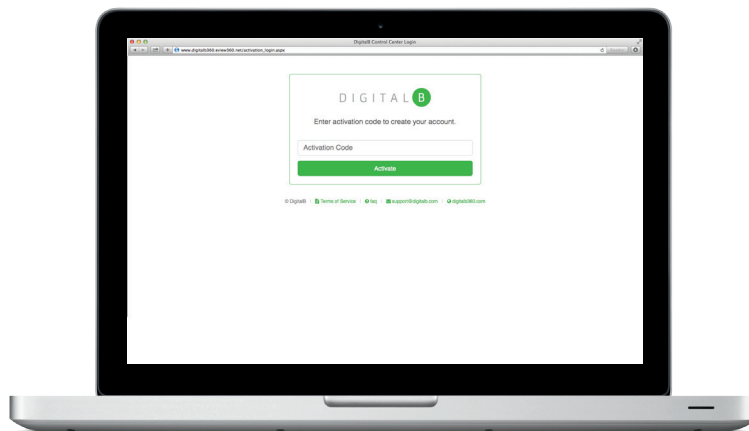 DigitalB Control Center Login
www.digitalb360.eview360.net/activation_login.aspx
DIGITAL B
Enter activation code to create your account.
Activation Code
Activate
© DigitalB | Terms of Service | faq | support@digitalb.com | digitalb360.com